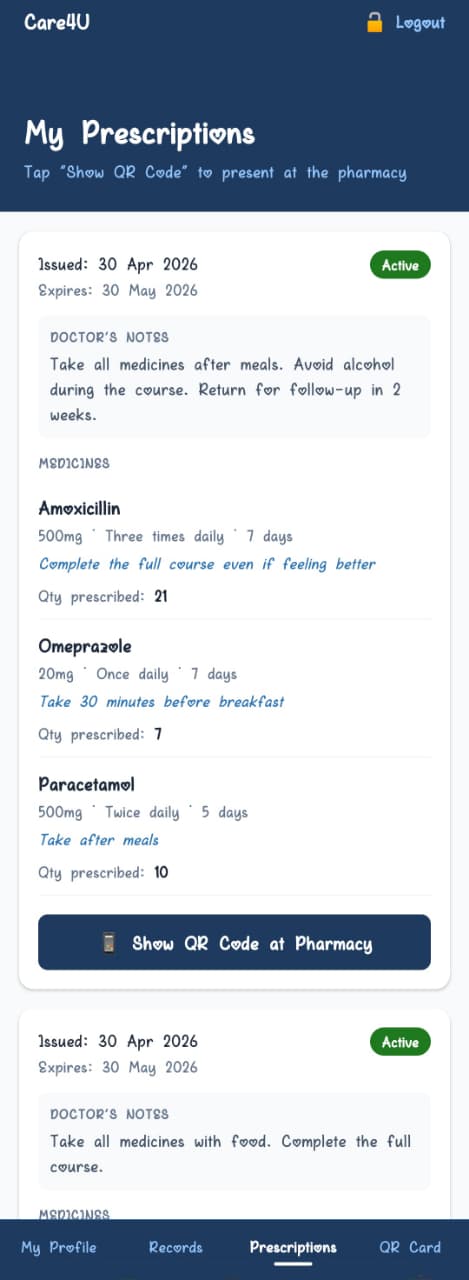 Care4U
Logout
My Prescriptions
Tap "Show QR Code" to present at the pharmacy
Issued: 30 Apr 2026
Active
Expires: 30 May 2026
DOCTOR'S NOTES
Take all medicines after meals. Avoid alcohol
during the course. Return for follow-up in 2
weeks.
MEDICINES
Amoxicillin
500mg · Three times daily · 7 days
Complete the full course even if feeling better
Qty prescribed: 21
Omeprazole
20mg · Once daily · 7 days
Take 30 minutes before breakfast
Qty prescribed: 7
Paracetamol
500mg · Twice daily · 5 days
Take after meals
Qty prescribed: 10
Show QR Code at Pharmacy
Issued: 30 Apr 2026
Active
Expires: 30 May 2026
DOCTOR'S NOTES
Take all medicines with food. Complete the full
course.
MEDICINES
My Profile
Records
Prescriptions
QR Card